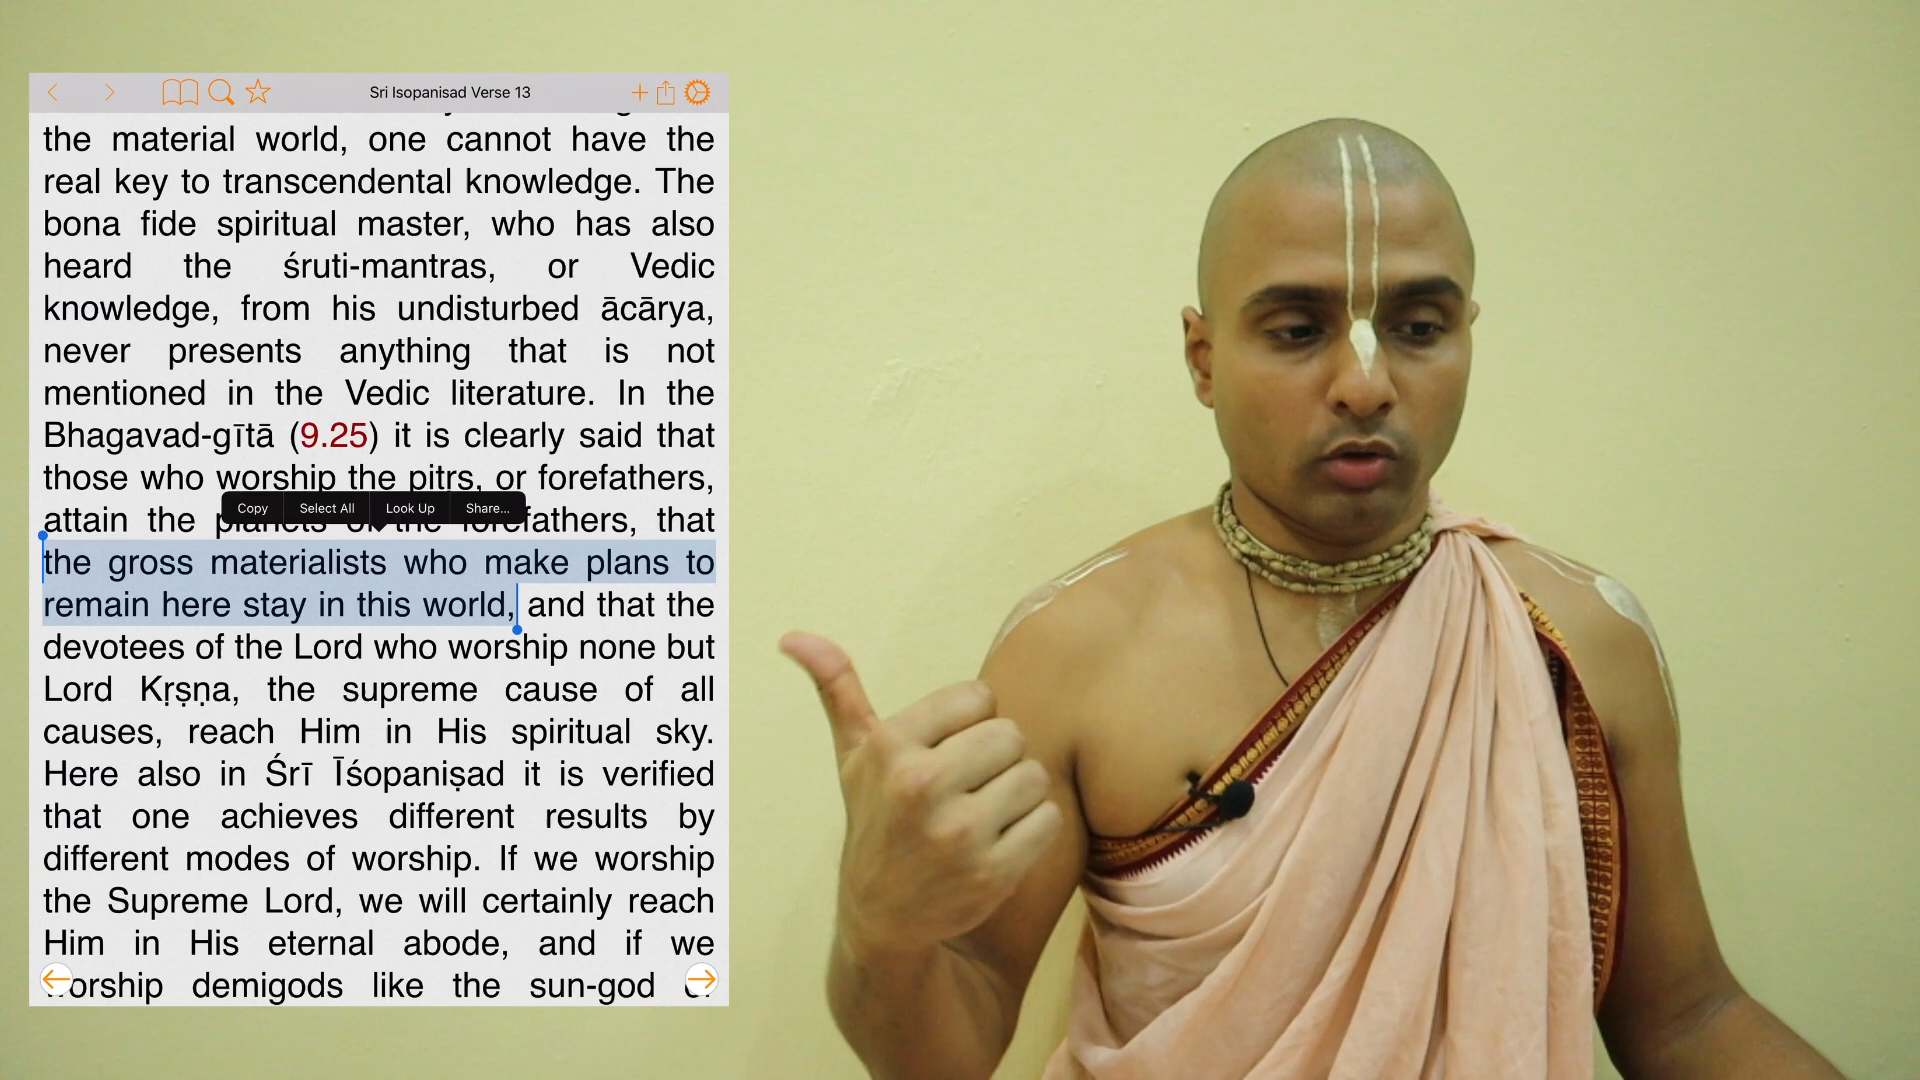 Sri Isopanisad Verse 13
the material world, one cannot have the
real key to transcendental knowledge. The
bona fide spiritual master, who has also
heard the śruti-mantras, or Vedic
knowledge, from his undisturbed ācārya,
never presents anything that is not
mentioned in the Vedic literature. In the
Bhagavad-gītā (9.25) it is clearly said that
those who worship the pitṛs, or forefathers,
Copy Select All Look Up Share...
attain the planets of the forefathers, that
the gross materialists who make plans to
remain here stay in this world, and that the
devotees of the Lord who worship none but
Lord Kṛṣṇa, the supreme cause of all
causes, reach Him in His spiritual sky.
Here also in Śrī Īśopaniṣad it is verified
that one achieves different results by
different modes of worship. If we worship
the Supreme Lord, we will certainly reach
Him in His eternal abode, and if we
worship demigods like the sun-god or